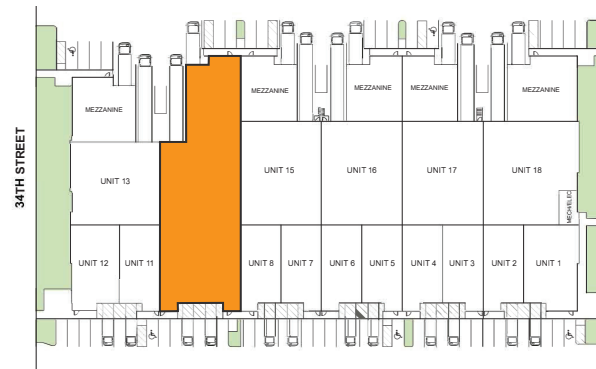 34TH STREET
MEZZANINE
MEZZANINE
MEZZANINE
MEZZANINE
MEZZANINE
UNIT 13
UNIT 15
UNIT 16
UNIT 17
UNIT 18
MECH/ELEC
UNIT 12
UNIT 11
UNIT 8
UNIT 7
UNIT 6
UNIT 5
UNIT 4
UNIT 3
UNIT 2
UNIT 1